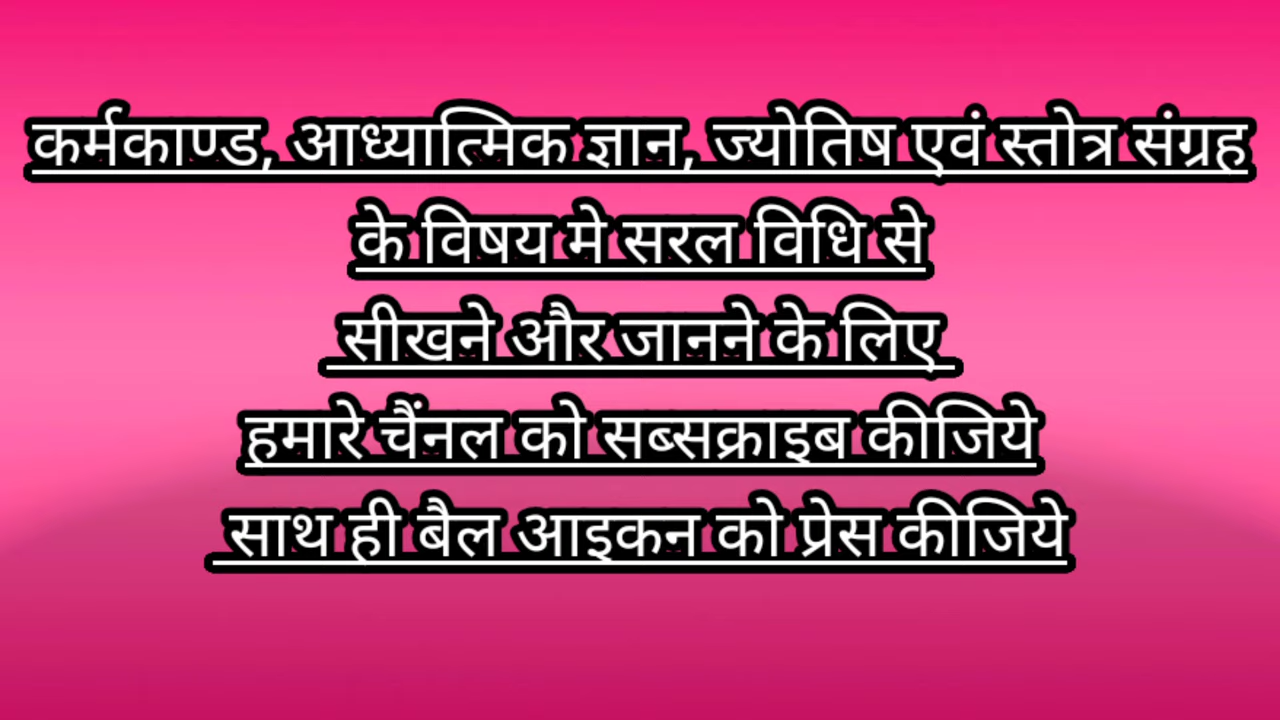 कर्मकाण्ड, आध्यात्मिक ज्ञान, ज्योतिष एवं स्तोत्र संग्रह
के विषय मे सरल विधि से
सीखने और जानने के लिए
हमारे चैंनल को सब्सक्राइब कीजिये
साथ ही बैल आइकन को प्रेस कीजिये